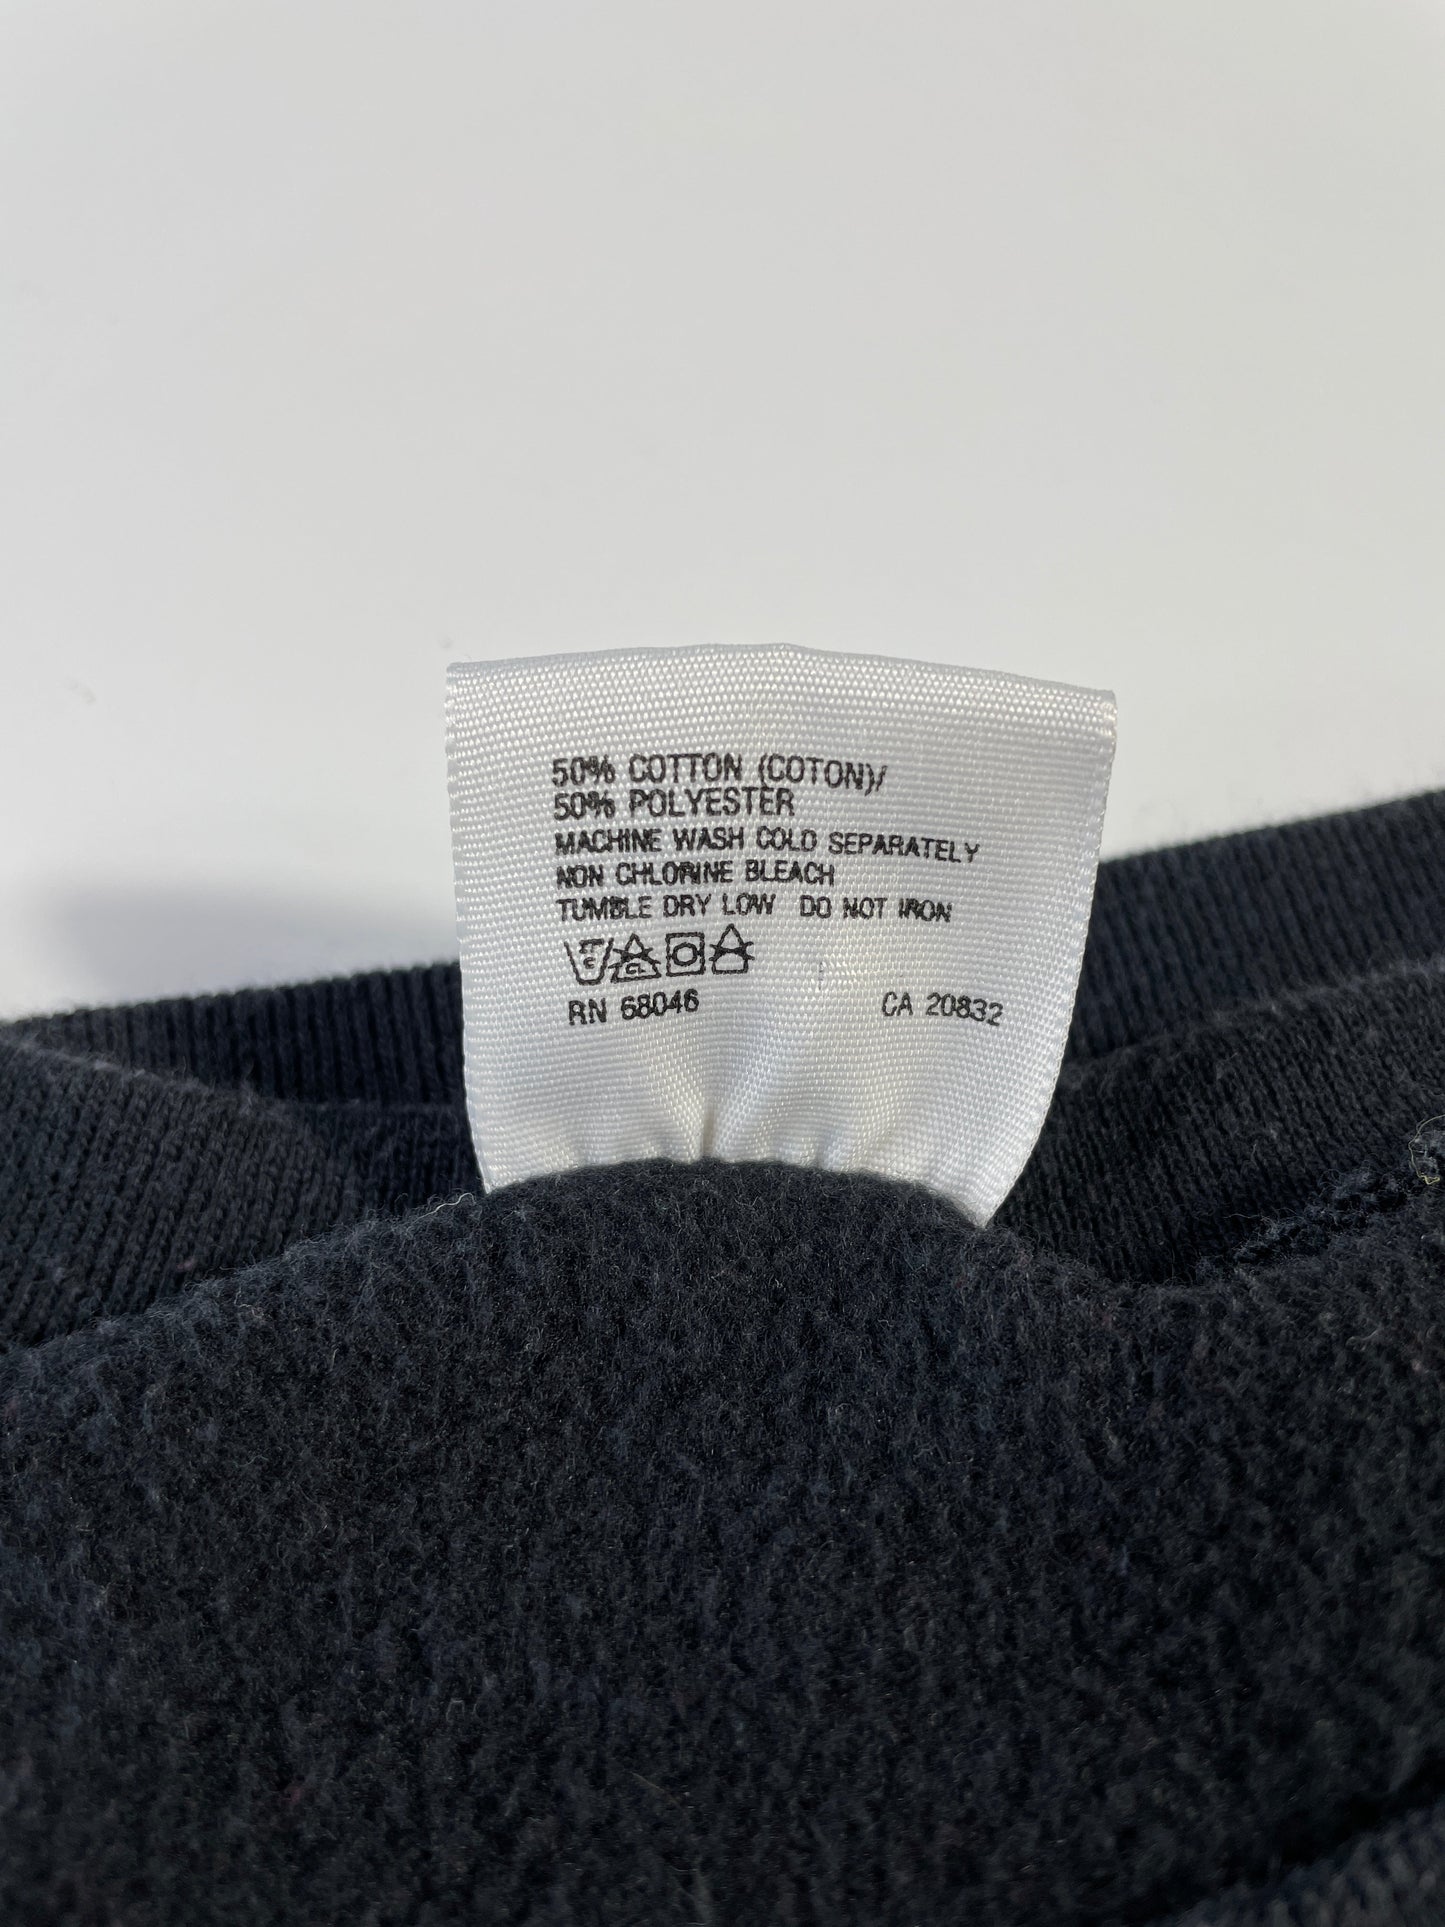 50% COTTON (COTON)/
50% POLYESTER
MACHINE WASH COLD SEPARATELY
NON CHLORINE BLEACH
TUMBLE DRY LOW DO NOT IRON
CL
RN 68046 CA 20832